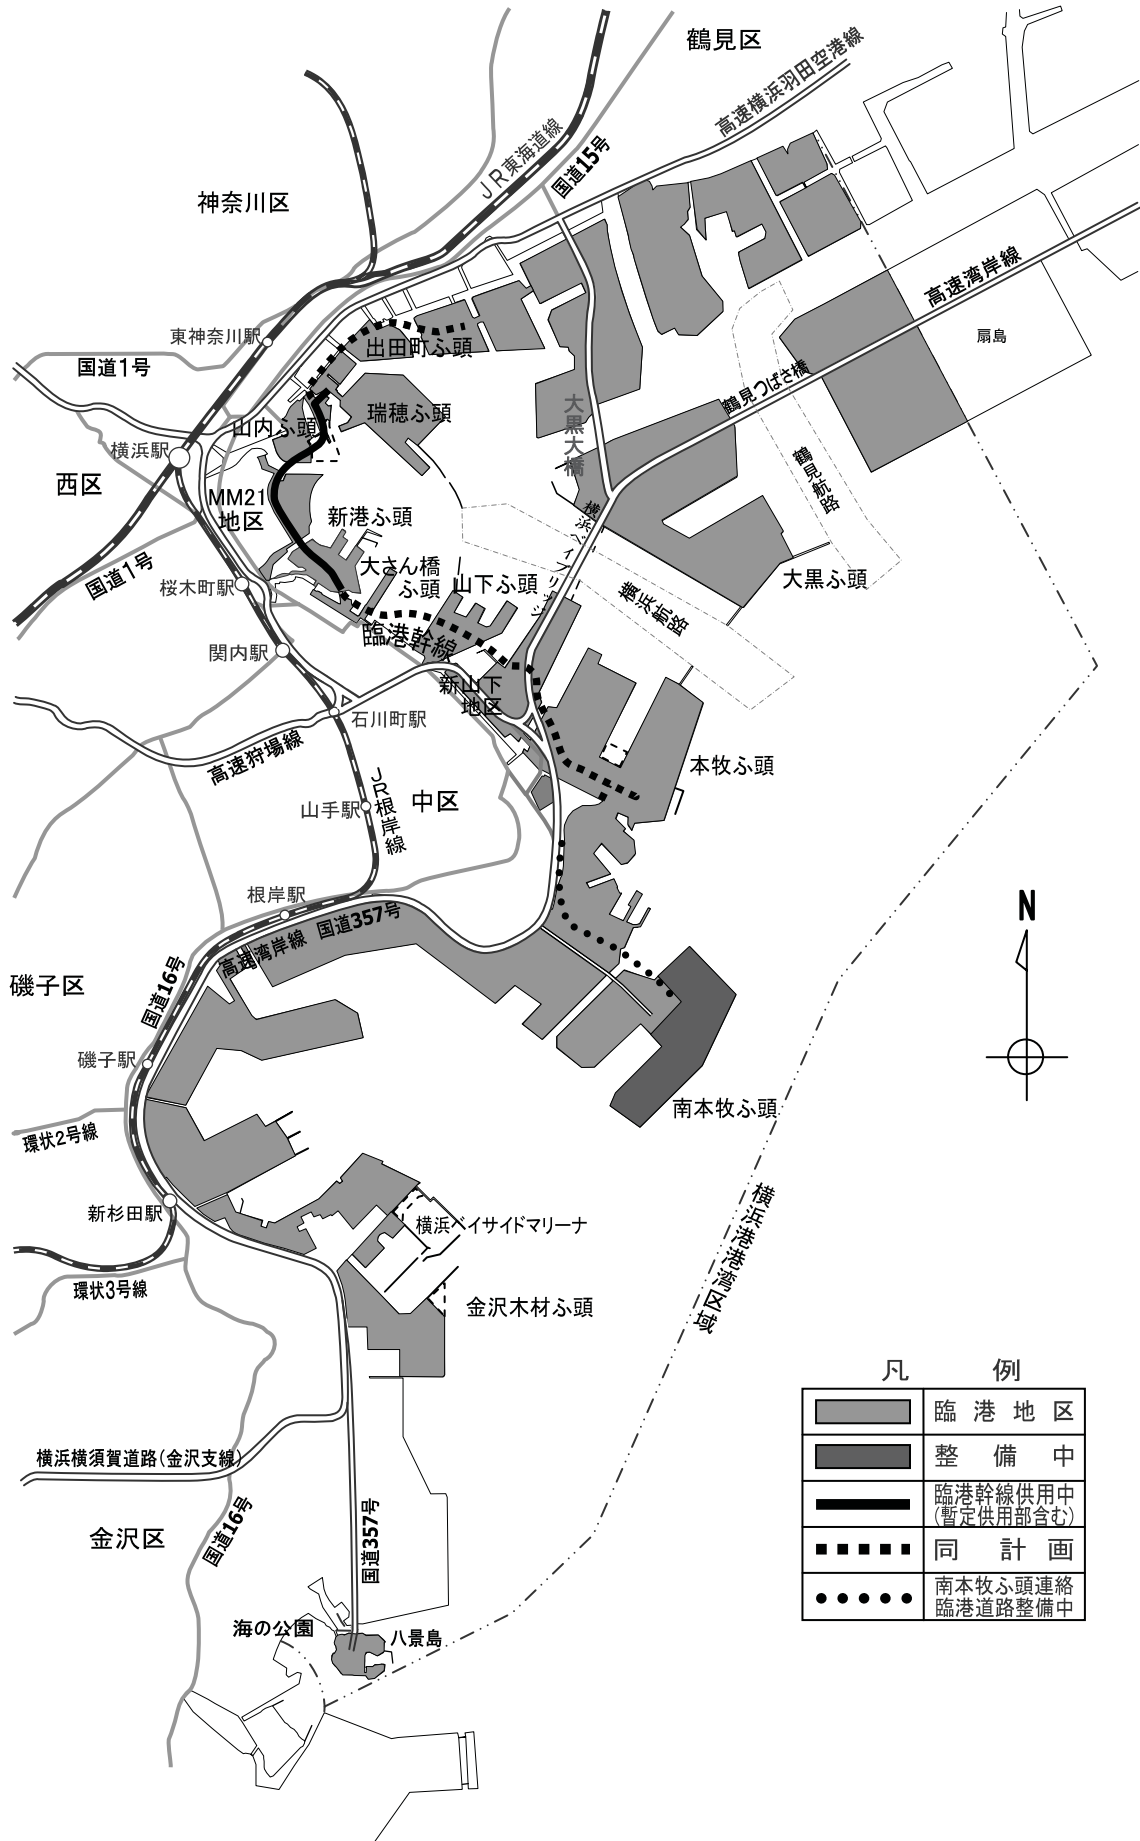 鶴見区
高速横浜羽田空港線
JR東海道線
国道15号
神奈川区
高速湾岸線
扇島
東神奈川駅
国道1号
出田町ふ頭
鶴見つばさ橋
瑞穂ふ頭
大黒大橋
山内ふ頭
横浜駅
西区
鶴見航路
MM21
地区
新港ふ頭
横浜ベイブリッジ
国道1号
大さん橋
ふ頭
山下ふ頭
大黒ふ頭
桜木町駅
横浜航路
臨港幹線
関内駅
新山下
地区
石川町駅
高速狩場線
本牧ふ頭
JR根岸線
山手駅
中区
根岸駅
高速湾岸線 国道357号
N
国道16号
磯子区
磯子駅
南本牧ふ頭
環状2号線
新杉田駅
横浜ベイサイドマリーナ
横浜港港湾区域
環状3号線
金沢木材ふ頭
凡例
臨港地区
整備中
臨港幹線供用中
(暫定供用部含む)
同計画
南本牧ふ頭連絡
臨港道路整備中
横浜横須賀道路(金沢支線)
国道16号
国道357号
金沢区
海の公園
八景島